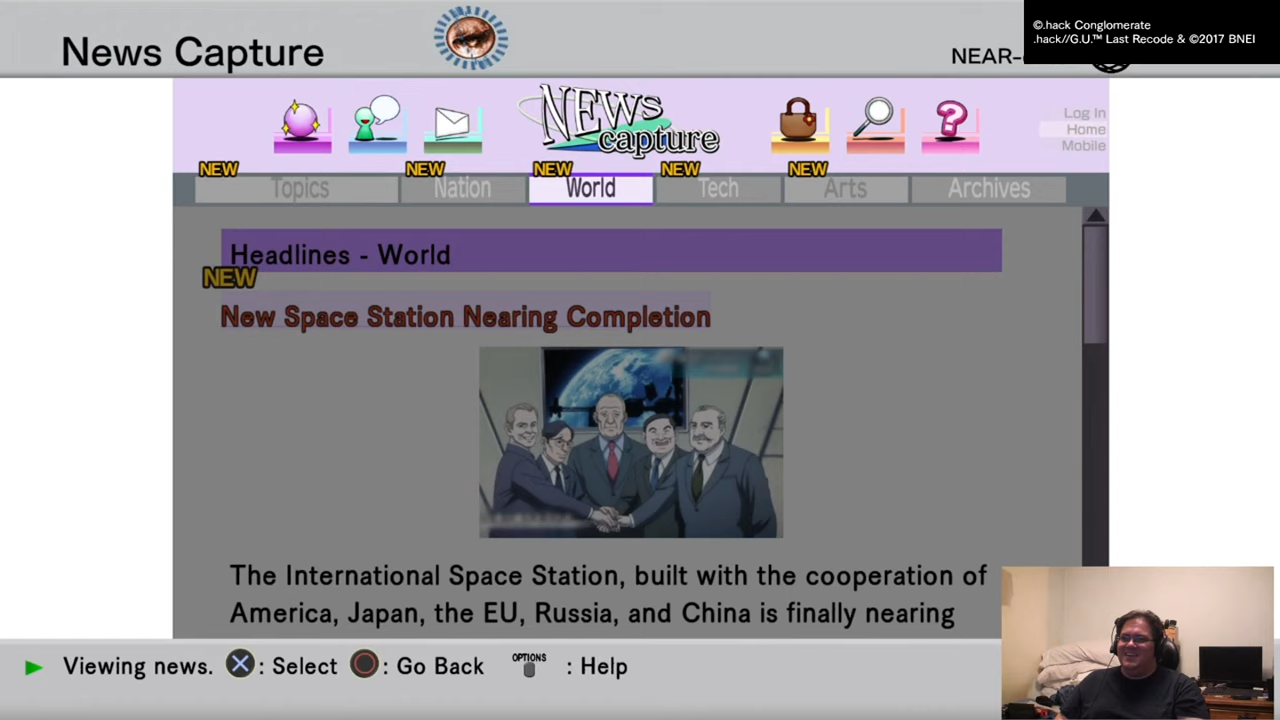 ©.hack Conglomerate
.hack//G.U.™ Last Recode & ©2017 BNEI
News Capture
NEAR-
NEWS
capture
Log In
Home
Mobile
NEW NEW NEW NEW NEW
Topics Nation World Tech Arts Archives
Headlines - World
NEW
New Space Station Nearing Completion
The International Space Station, built with the cooperation of
America, Japan, the EU, Russia, and China is finally nearing
Viewing news. : Select : Go Back OPTIONS : Help